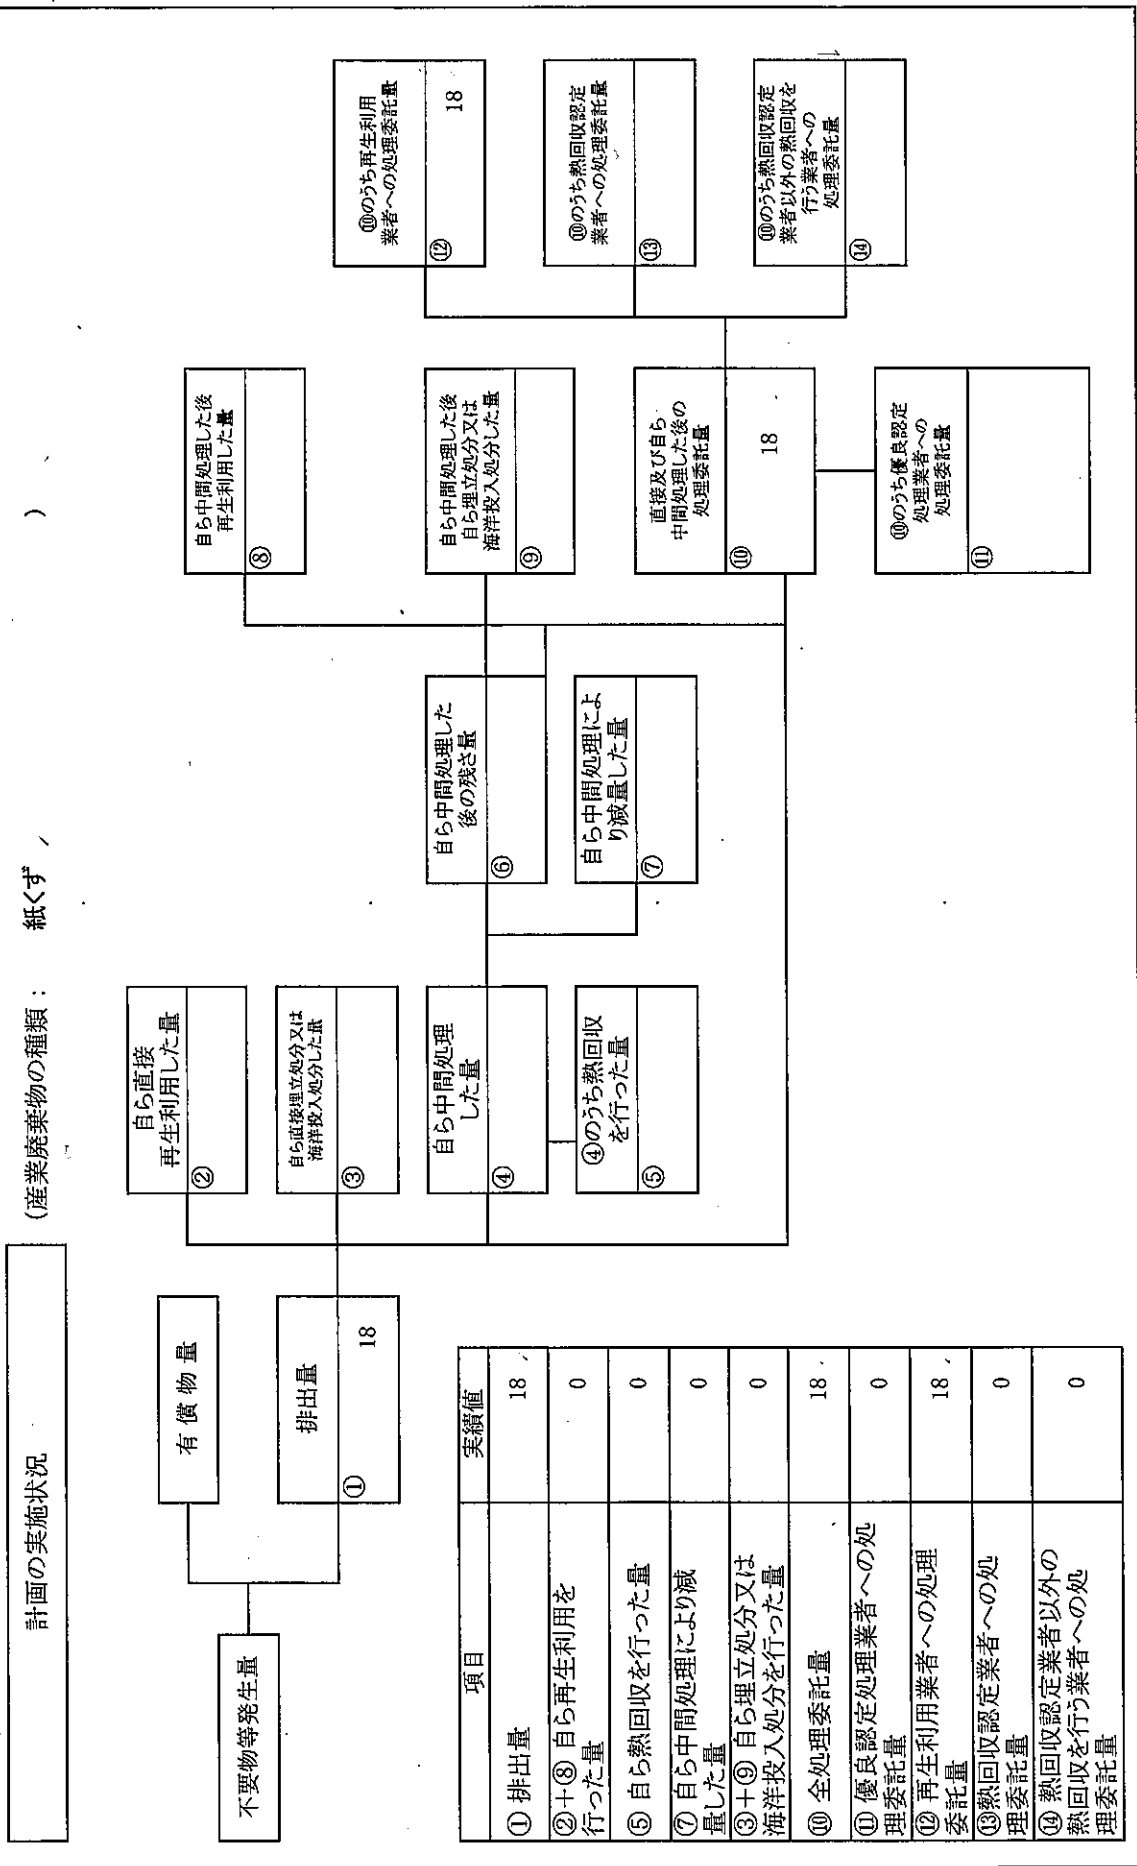 計画の実施状況
(産業廃棄物の種類： 紙くず )
不要物等発生量
有償物量
排出量
① 18
自ら直接
再生利用した量
②
自ら直接埋立処分又は
海洋投入処分した量
③
自ら中間処理
した量
④
④のうち熱回収
を行った量
⑤
自ら中間処理した
後の残さ量
⑥
自ら中間処理によ
り減量した量
⑦
自ら中間処理した後
再生利用した量
⑧
自ら中間処理した後
自ら埋立処分又は
海洋投入処分した量
⑨
直接及び自ら
中間処理した後の
処理委託量
⑩ 18
⑩のうち優良認定
処理業者への
処理委託量
⑪
⑩のうち再生利用
業者への処理委託量
⑫ 18
⑩のうち熱回収認定
業者への処理委託量
⑬
⑩のうち熱回収認定
業者以外の熱回収を
行う業者への
処理委託量
⑭
項目 実績値
① 排出量 18
②＋⑧ 自ら再生利用を
行った量 0
⑤ 自ら熱回収を行った量 0
⑦ 自ら中間処理により減
量した量 0
③＋⑨ 自ら埋立処分又は
海洋投入処分を行った量 0
⑩ 全処理委託量 18
⑪ 優良認定処理業者への処
理委託量 0
⑫ 再生利用業者への処理
委託量 18
⑬熱回収認定業者への処
理委託量 0
⑭ 熱回収認定業者以外の
熱回収を行う業者への処
理委託量 0